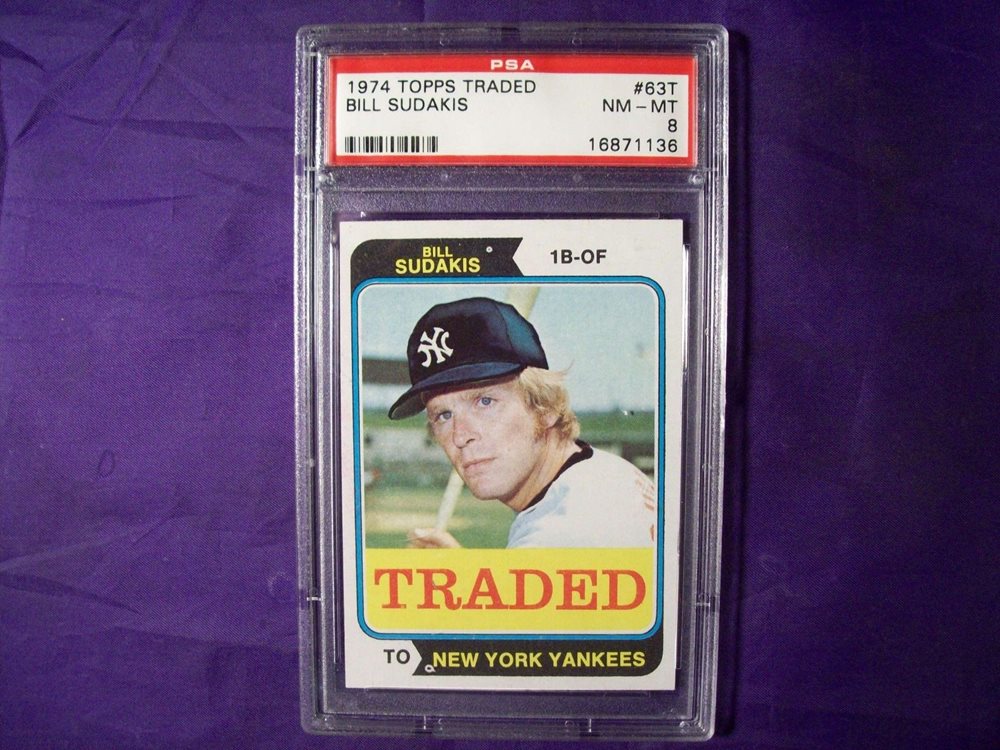 PSA
1974 TOPPS TRADED #63T
BILL SUDAKIS NM-MT
8
16871136
BILL
SUDAKIS
1B-OF
NY
TRADED
TO NEW YORK YANKEES